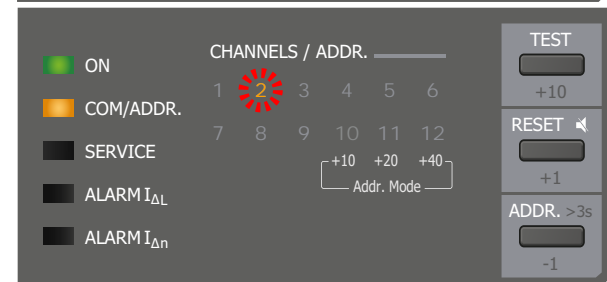 ON
COM/ADDR.
SERVICE
ALARM IΔL
ALARM IΔn
CHANNELS / ADDR.
1 2 3 4 5 6
7 8 9 10 11 12
+10 +20 +40
Addr. Mode
TEST
+10
RESET
+1
ADDR. >3s
-1